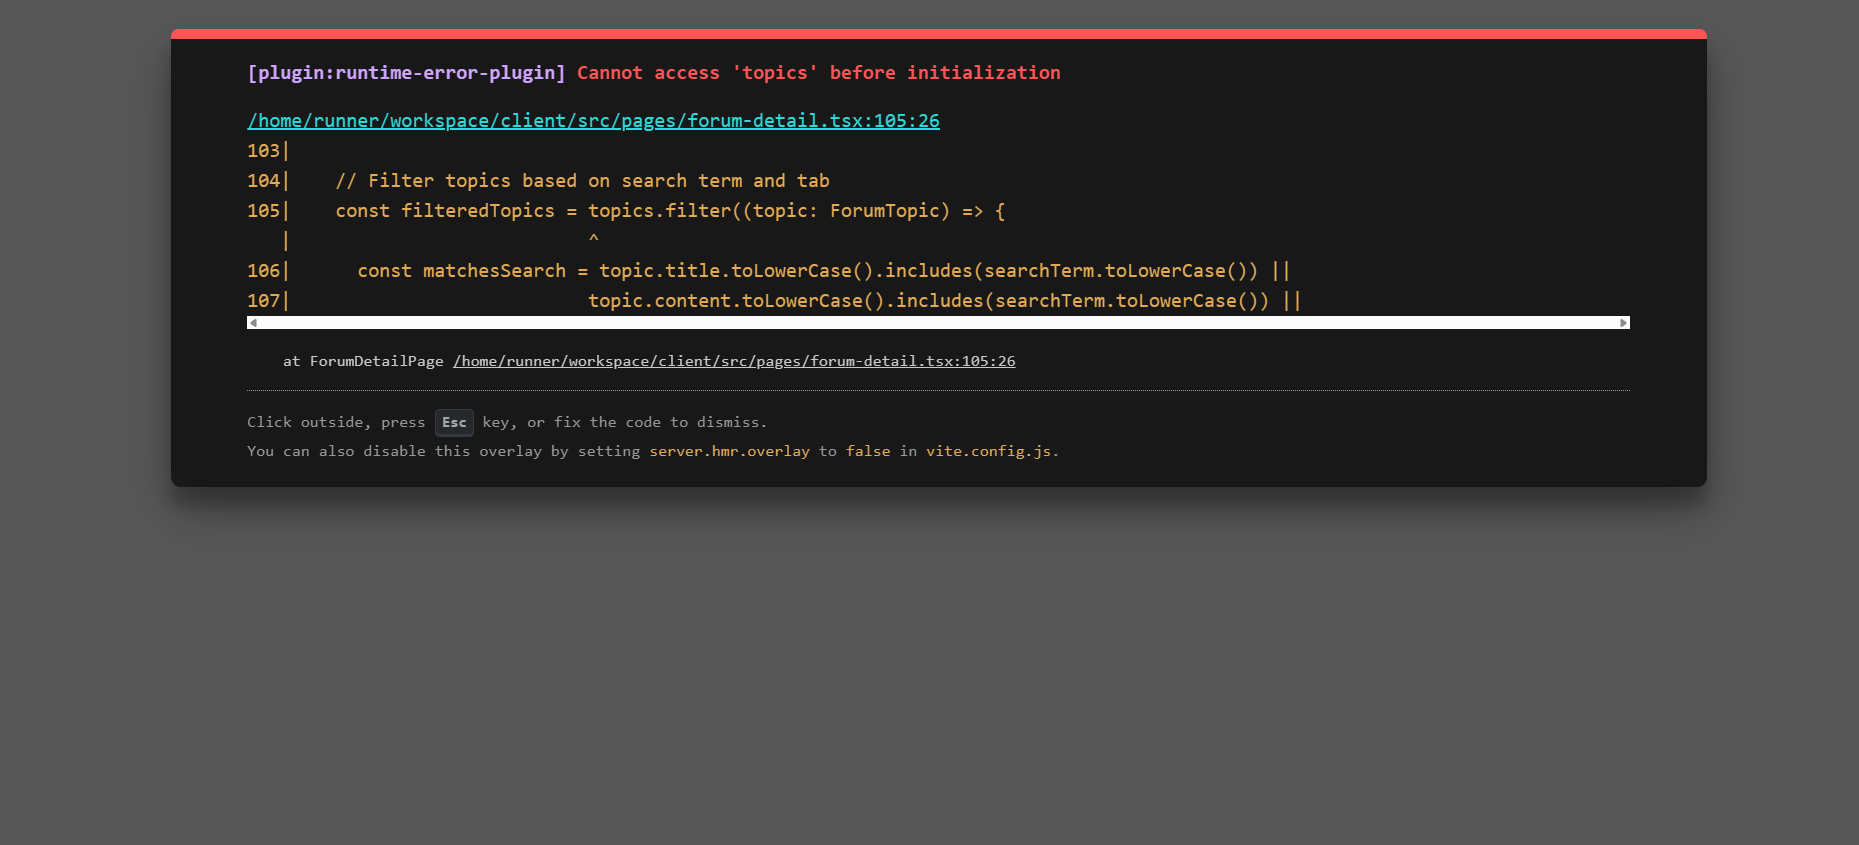 [plugin:runtime-error-plugin] Cannot access 'topics' before initialization
/home/runner/workspace/client/src/pages/forum-detail.tsx:105:26
103|
104|    // Filter topics based on search term and tab
105|    const filteredTopics = topics.filter((topic: ForumTopic) => {
   |                           ^
106|      const matchesSearch = topic.title.toLowerCase().includes(searchTerm.toLowerCase()) ||
107|                           topic.content.toLowerCase().includes(searchTerm.toLowerCase()) ||
at ForumDetailPage /home/runner/workspace/client/src/pages/forum-detail.tsx:105:26
Click outside, press Esc key, or fix the code to dismiss.
You can also disable this overlay by setting server.hmr.overlay to false in vite.config.js.